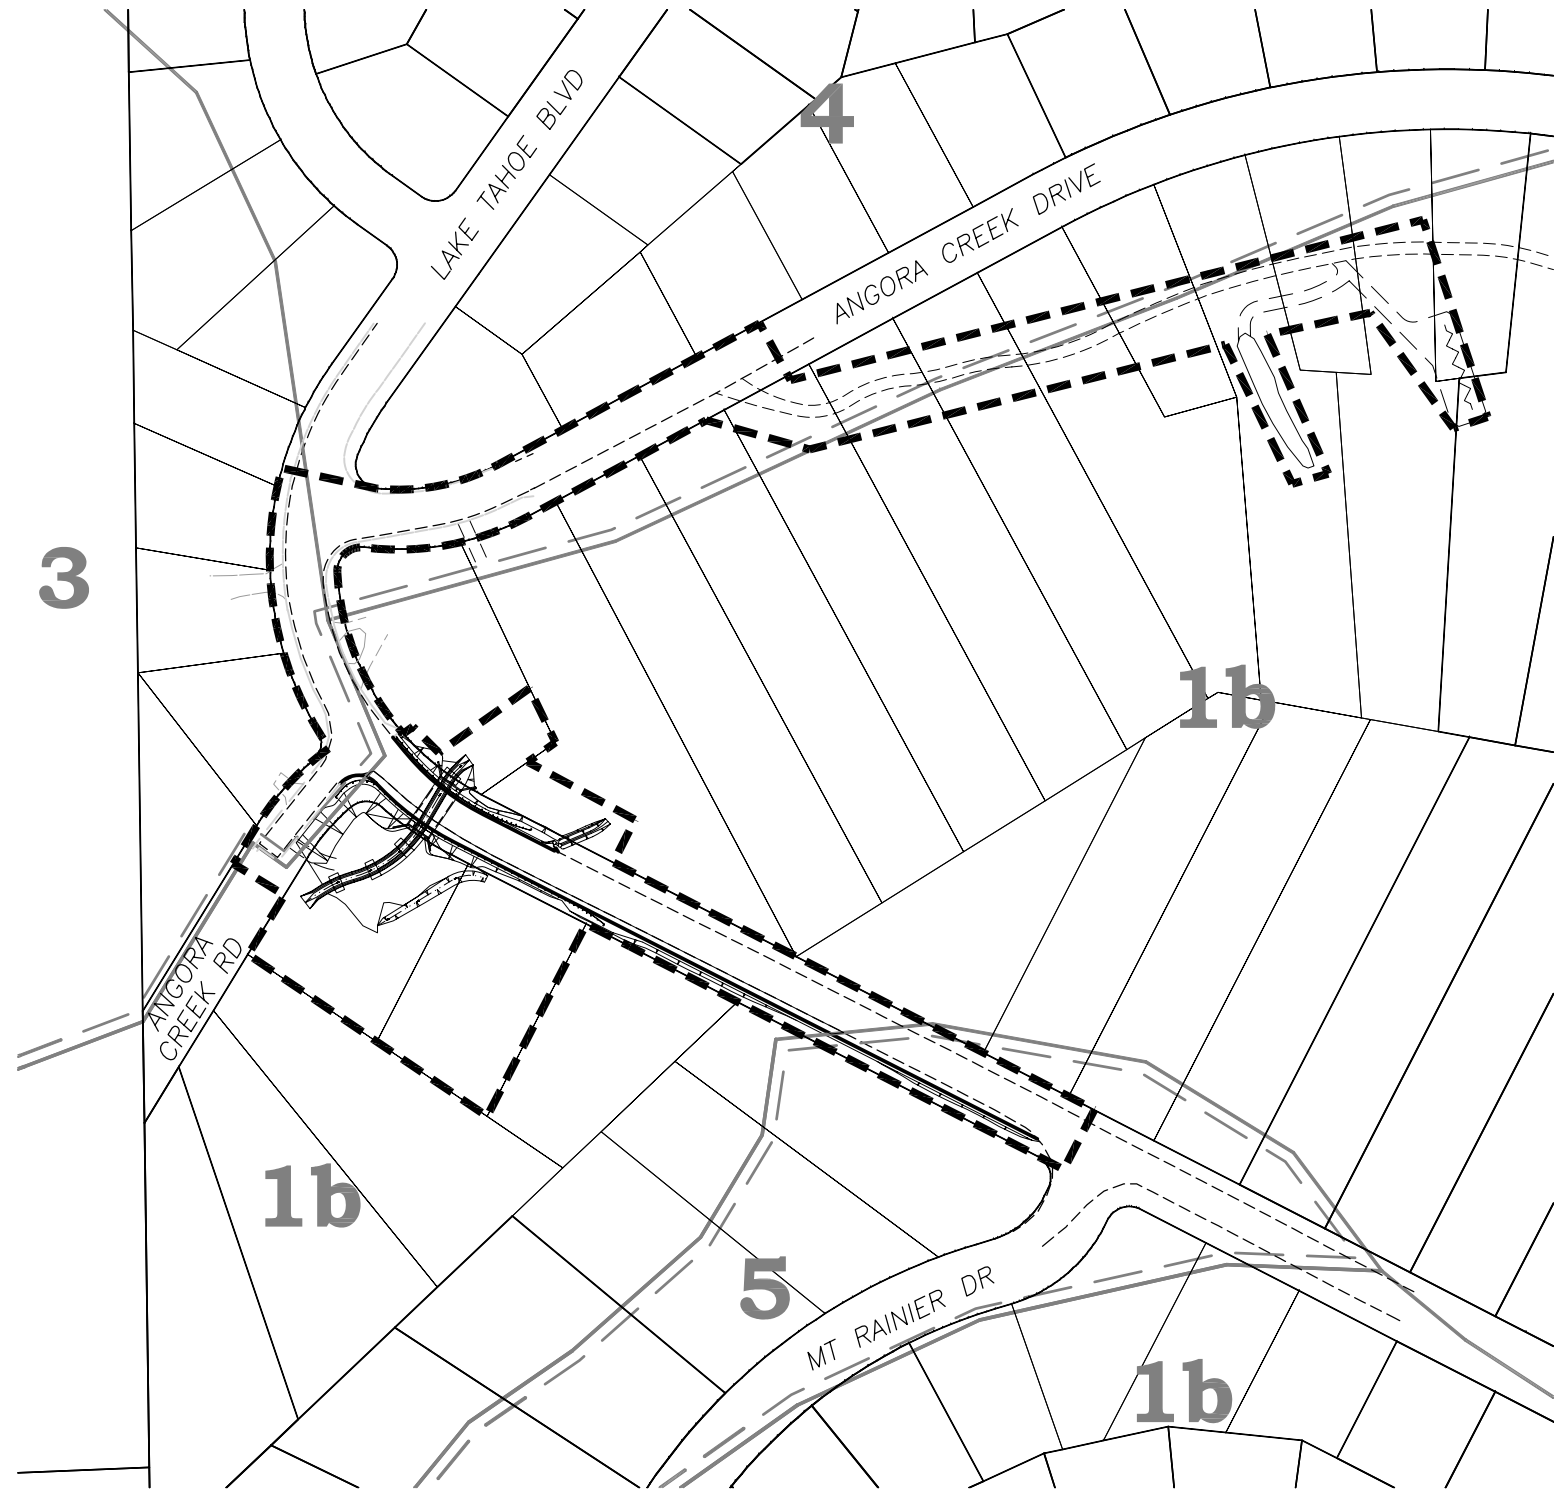 4
LAKE TAHOE BLVD
ANGORA CREEK DRIVE
3
1b
ANGORA
CREEK RD
1b
5
MT RAINIER DR
1b